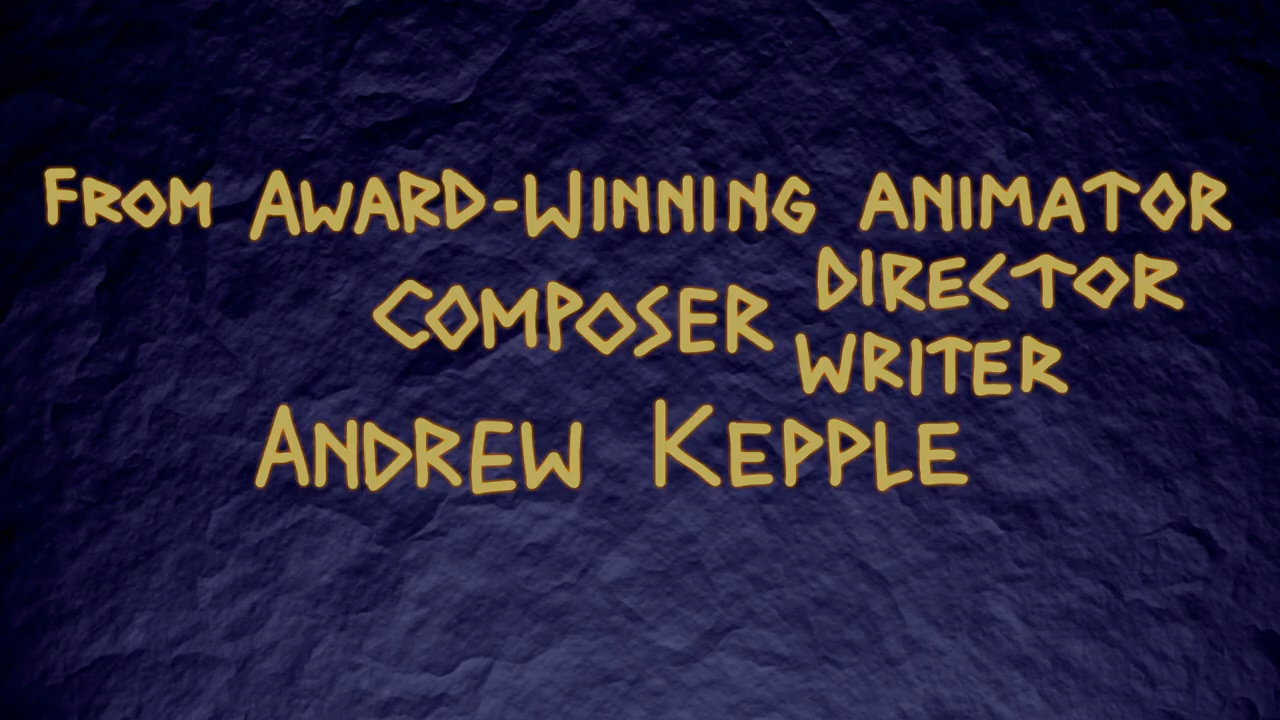 From Award-Winning animator
director
composer
writer
Andrew Kepple